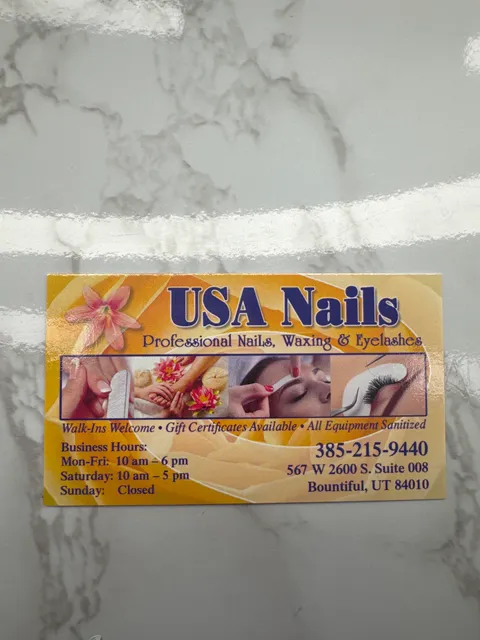 USA Nails
Professional Nails, Waxing & Eyelashes
Walk-Ins Welcome • Gift Certificates Available • All Equipment Sanitized
Business Hours:
Mon-Fri: 10 am – 6 pm
Saturday: 10 am – 5 pm
Sunday: Closed
385-215-9440
567 W 2600 S. Suite 008
Bountiful, UT 84010